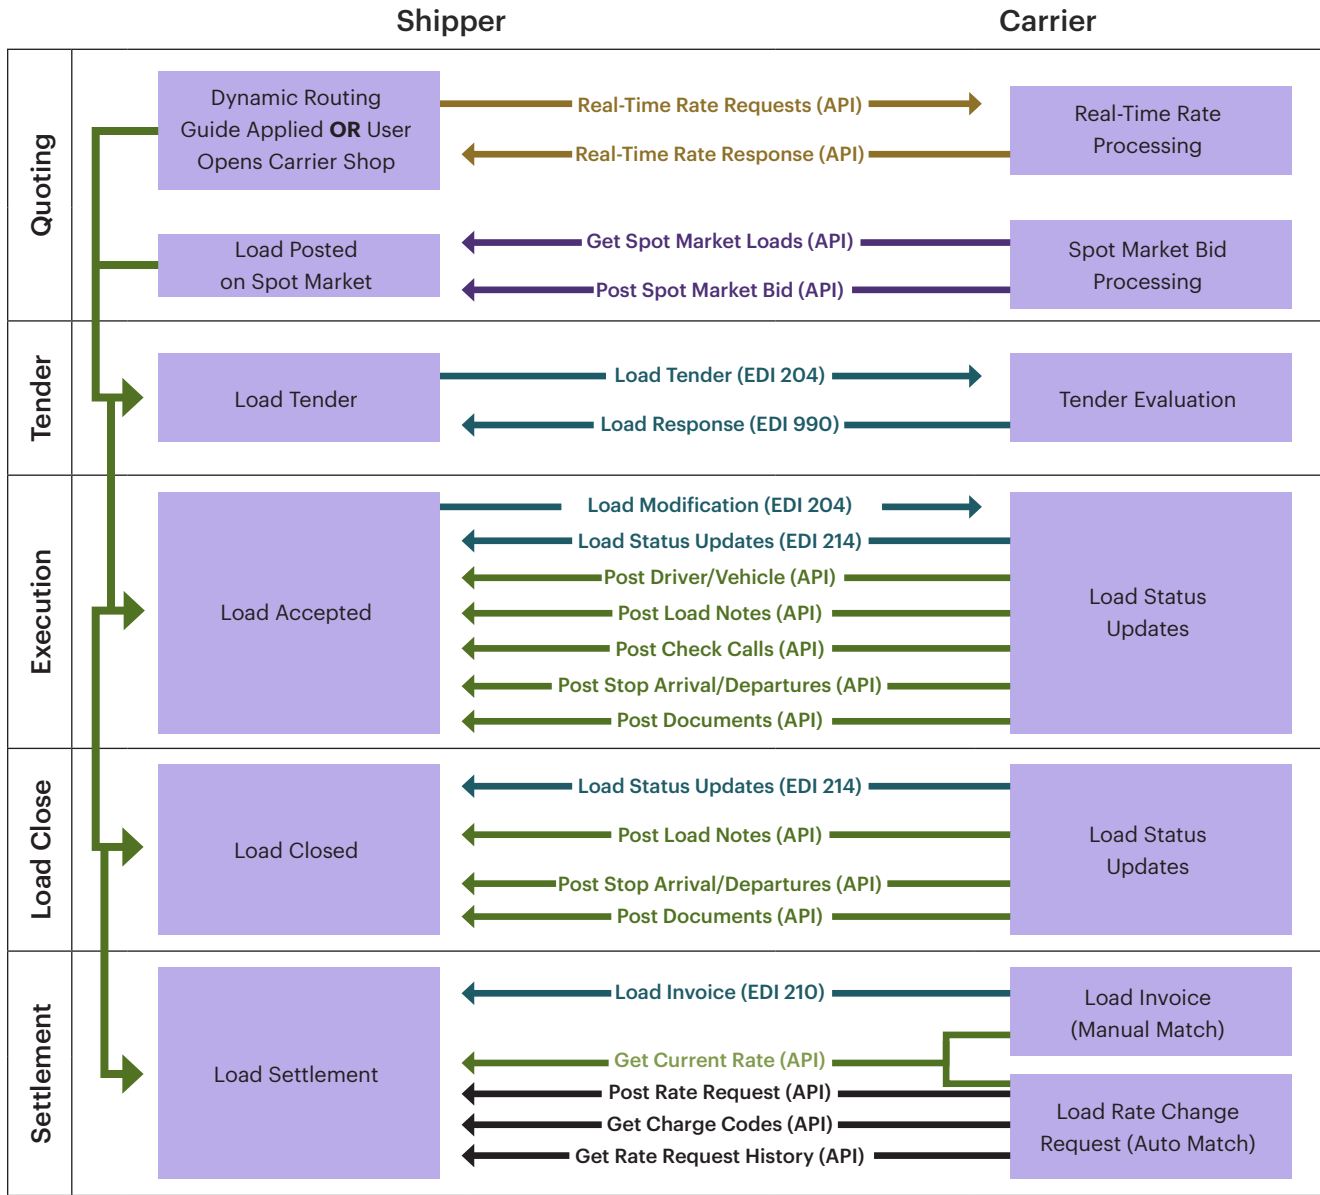 Shipper
Carrier
Quoting
Dynamic Routing
Guide Applied OR User
Opens Carrier Shop
Real-Time Rate Requests (API)
Real-Time Rate Response (API)
Real-Time Rate
Processing
Load Posted
on Spot Market
Get Spot Market Loads (API)
Post Spot Market Bid (API)
Spot Market Bid
Processing
Tender
Load Tender
Load Tender (EDI 204)
Load Response (EDI 990)
Tender Evaluation
Execution
Load Accepted
Load Modification (EDI 204)
Load Status Updates (EDI 214)
Post Driver/Vehicle (API)
Post Load Notes (API)
Post Check Calls (API)
Post Stop Arrival/Departures (API)
Post Documents (API)
Load Status
Updates
Load Close
Load Closed
Load Status Updates (EDI 214)
Post Load Notes (API)
Post Stop Arrival/Departures (API)
Post Documents (API)
Load Status
Updates
Settlement
Load Settlement
Load Invoice (EDI 210)
Get Current Rate (API)
Post Rate Request (API)
Get Charge Codes (API)
Get Rate Request History (API)
Load Invoice
(Manual Match)
Load Rate Change
Request (Auto Match)